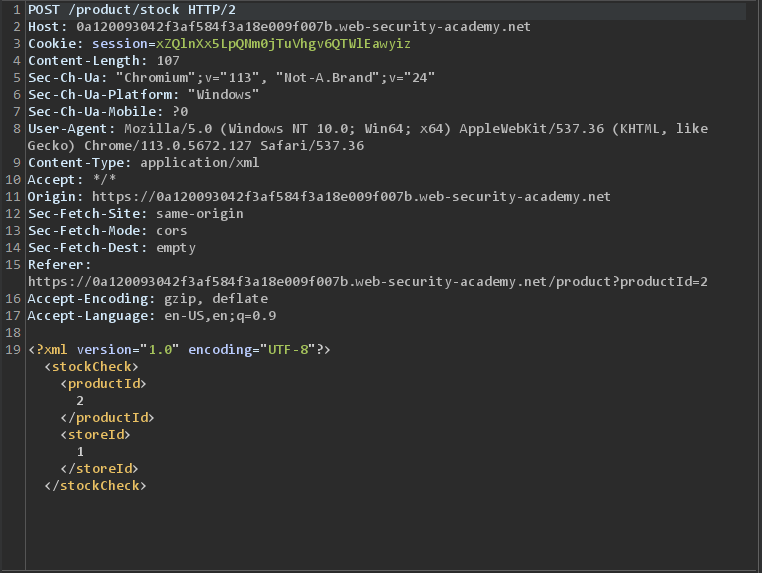 1 POST /product/stock HTTP/2
2 Host: 0a120093042f3af584f3a18e009f007b.web-security-academy.net
3 Cookie: session=xZQlnXx5LpQNm0jTuVhgv6QTWlEawyiz
4 Content-Length: 107
5 Sec-Ch-Ua: "Chromium";v="113", "Not-A.Brand";v="24"
6 Sec-Ch-Ua-Platform: "Windows"
7 Sec-Ch-Ua-Mobile: ?0
8 User-Agent: Mozilla/5.0 (Windows NT 10.0; Win64; x64) AppleWebKit/537.36 (KHTML, like
Gecko) Chrome/113.0.5672.127 Safari/537.36
9 Content-Type: application/xml
10 Accept: */*
11 Origin: https://0a120093042f3af584f3a18e009f007b.web-security-academy.net
12 Sec-Fetch-Site: same-origin
13 Sec-Fetch-Mode: cors
14 Sec-Fetch-Dest: empty
15 Referer:
https://0a120093042f3af584f3a18e009f007b.web-security-academy.net/product?productId=2
16 Accept-Encoding: gzip, deflate
17 Accept-Language: en-US,en;q=0.9
18
19 <?xml version="1.0" encoding="UTF-8"?>
<stockCheck>
<productId>
2
</productId>
<storeId>
1
</storeId>
</stockCheck>